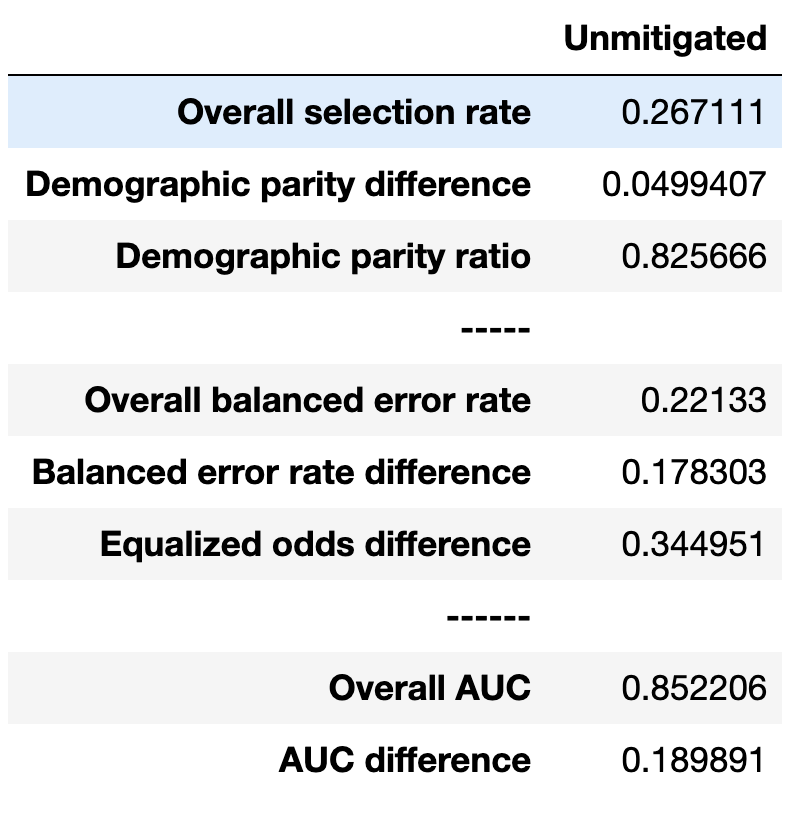 Unmitigated
Overall selection rate 0.267111
Demographic parity difference 0.0499407
Demographic parity ratio 0.825666
-----
Overall balanced error rate 0.22133
Balanced error rate difference 0.178303
Equalized odds difference 0.344951
------
Overall AUC 0.852206
AUC difference 0.189891